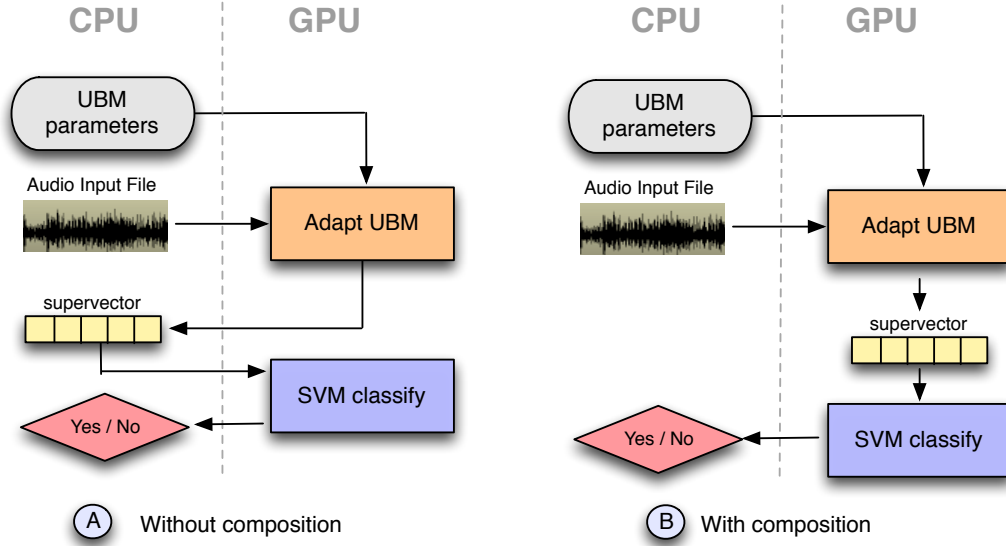 CPU
GPU
UBM
parameters
Audio Input File
Adapt UBM
supervector
SVM classify
Yes / No
A
Without composition
CPU
GPU
UBM
parameters
Audio Input File
Adapt UBM
supervector
SVM classify
Yes / No
B
With composition